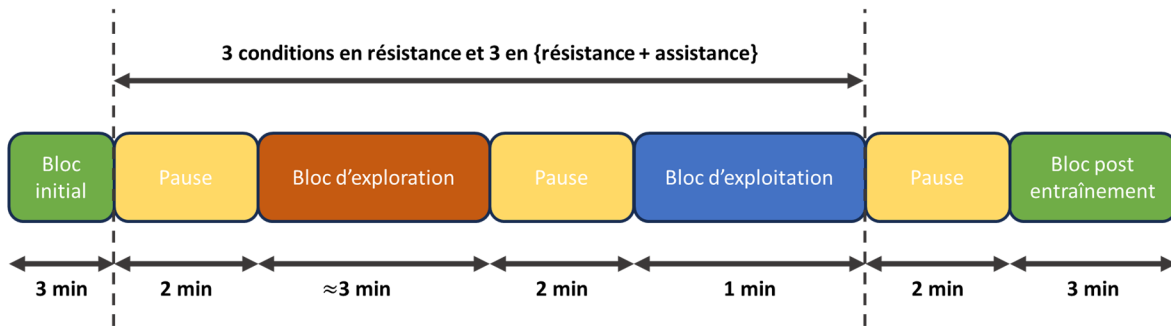 3 conditions en résistance et 3 en {résistance + assistance}
Bloc
initial
Pause
Bloc d'exploration
Pause
Bloc d'exploitation
Pause
Bloc post
entraînement
3 min
2 min
≈3 min
2 min
1 min
2 min
3 min